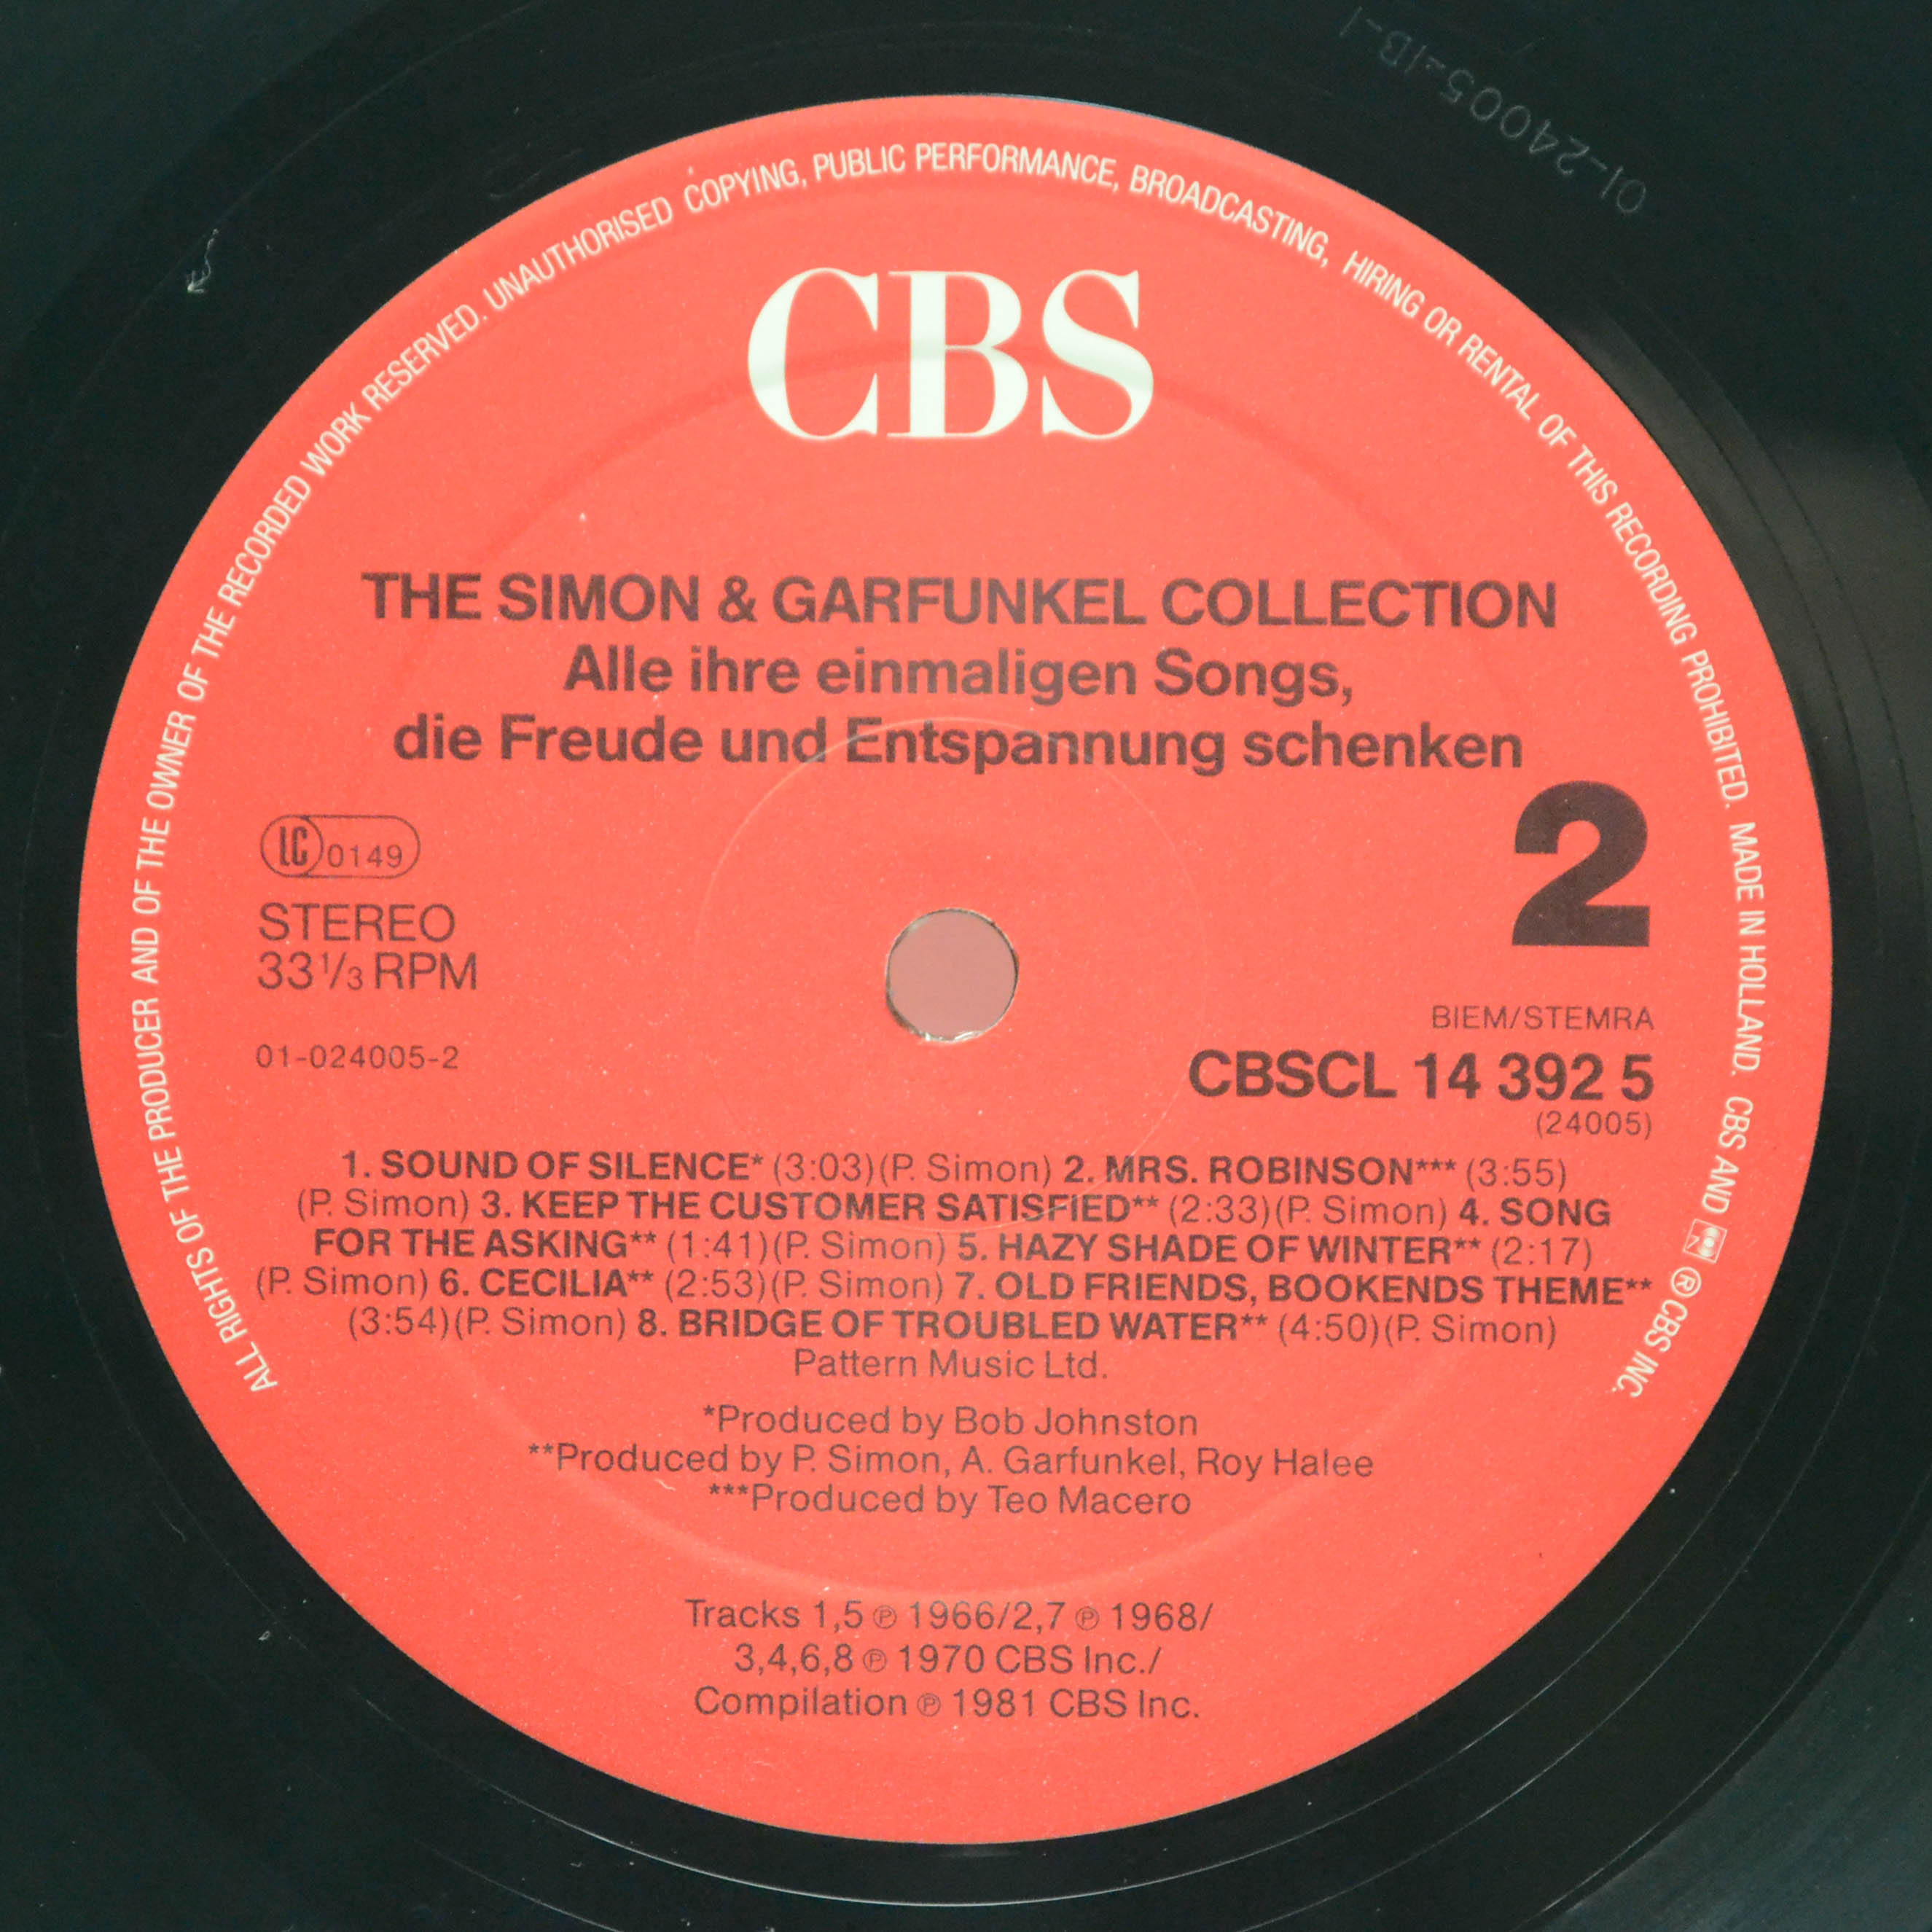 01-24005-1B-1
ALL RIGHTS OF THE PRODUCER AND OF THE OWNER OF THE RECORDED WORK RESERVED. UNAUTHORISED COPYING, PUBLIC PERFORMANCE, BROADCASTING, HIRING OR RENTAL OF THIS RECORDING PROHIBITED. MADE IN HOLLAND. CBS AND ® CBS INC.
CBS
THE SIMON & GARFUNKEL COLLECTION
Alle ihre einmaligen Songs,
die Freude und Entspannung schenken
2
LC 0149
STEREO
33 1/3 RPM
BIEM/STEMRA
01-024005-2
CBSCL 14 392 5
(24005)
1. SOUND OF SILENCE* (3:03)(P. Simon) 2. MRS. ROBINSON*** (3:55)
(P. Simon) 3. KEEP THE CUSTOMER SATISFIED** (2:33)(P. Simon) 4. SONG
FOR THE ASKING** (1:41)(P. Simon) 5. HAZY SHADE OF WINTER** (2:17)
(P. Simon) 6. CECILIA** (2:53)(P. Simon) 7. OLD FRIENDS, BOOKENDS THEME**
(3:54)(P. Simon) 8. BRIDGE OF TROUBLED WATER** (4:50)(P. Simon)
Pattern Music Ltd.
*Produced by Bob Johnston
**Produced by P. Simon, A. Garfunkel, Roy Halee
***Produced by Teo Macero
Tracks 1,5 ℗ 1966/2,7 ℗ 1968/
3,4,6,8 ℗ 1970 CBS Inc./
Compilation ℗ 1981 CBS Inc.